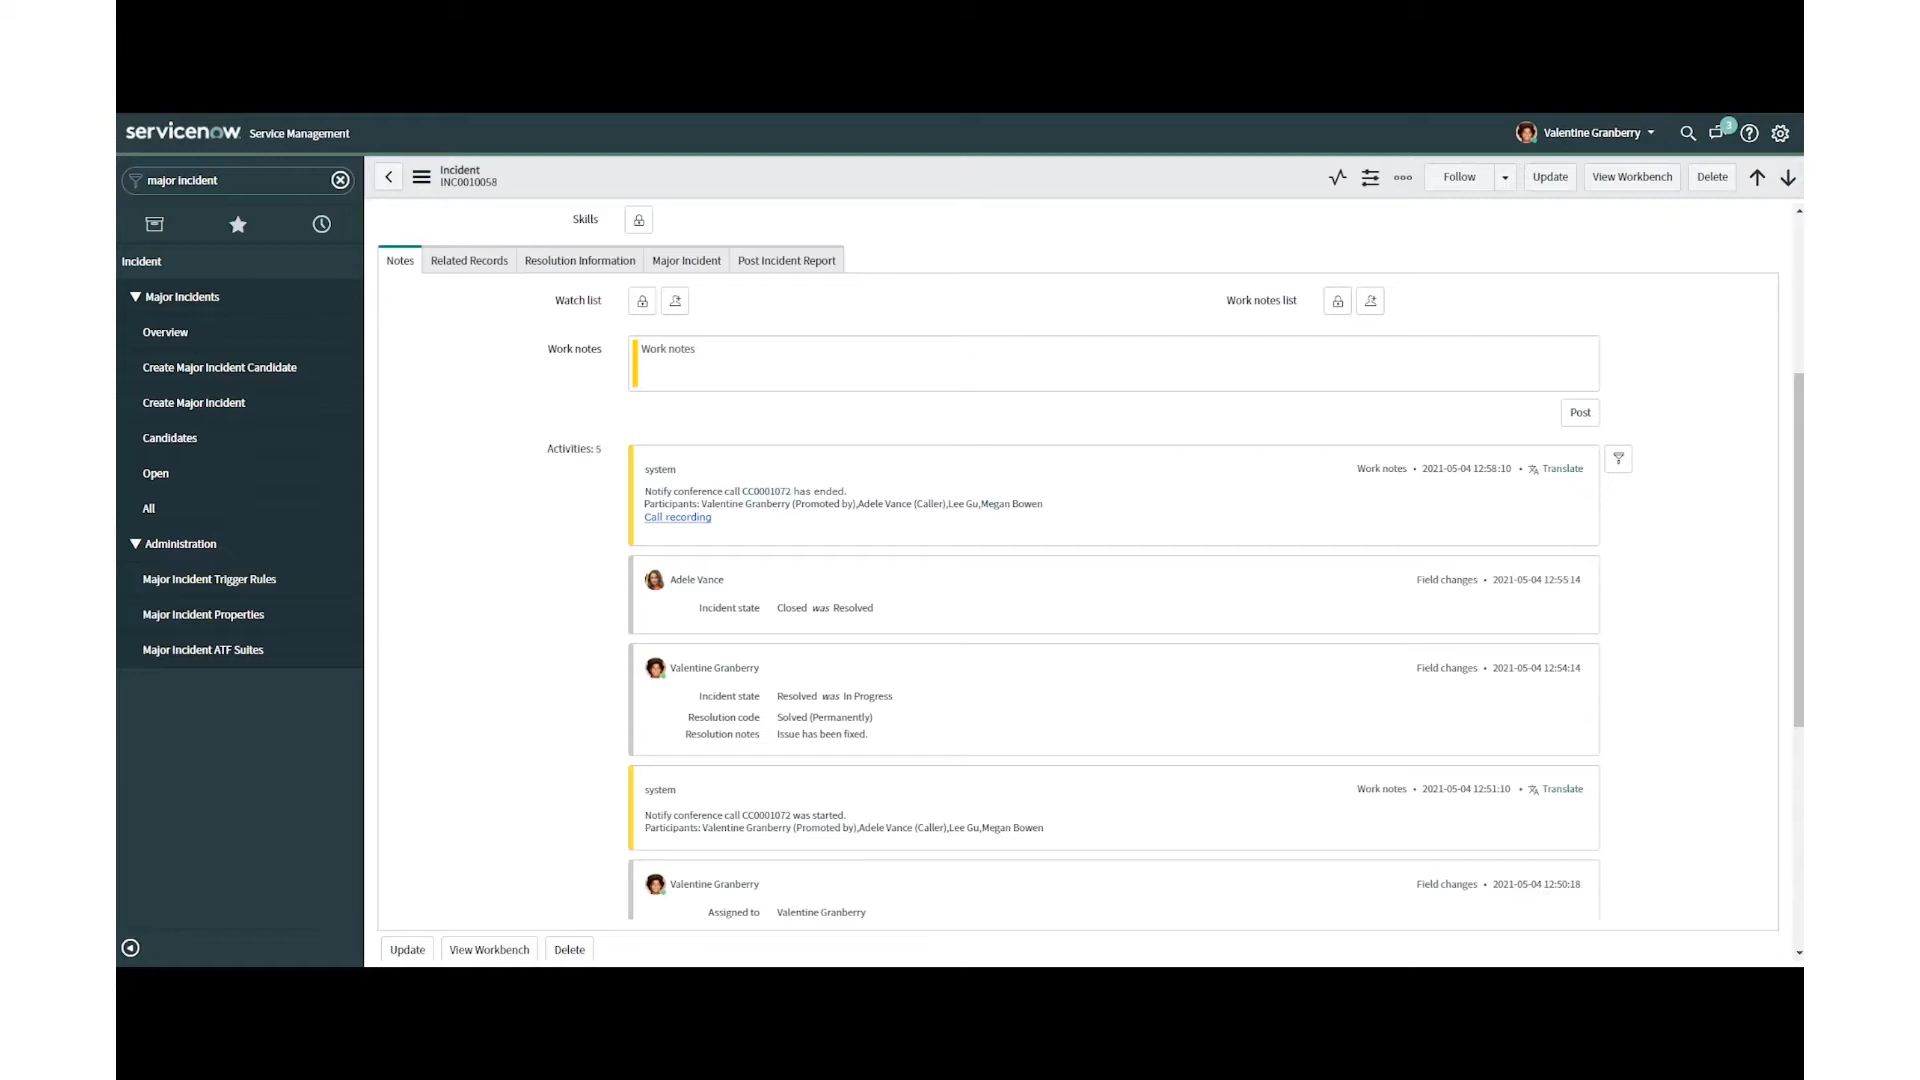 servicenow Service Management
Valentine Granberry
3
major incident
Incident
INC0010058
Follow
Update
View Workbench
Delete
Incident
Major Incidents
Overview
Create Major Incident Candidate
Create Major Incident
Candidates
Open
All
Administration
Major Incident Trigger Rules
Major Incident Properties
Major Incident ATF Suites
Skills
Notes
Related Records
Resolution Information
Major Incident
Post Incident Report
Watch list
Work notes list
Work notes
Work notes
Post
Activities: 5
system
Work notes • 2021-05-04 12:58:10 • Translate
Notify conference call CC0001072 has ended.
Participants: Valentine Granberry (Promoted by),Adele Vance (Caller),Lee Gu,Megan Bowen
Call recording
Adele Vance
Field changes • 2021-05-04 12:55:14
Incident state Closed was Resolved
Valentine Granberry
Field changes • 2021-05-04 12:54:14
Incident state Resolved was In Progress
Resolution code Solved (Permanently)
Resolution notes Issue has been fixed.
system
Work notes • 2021-05-04 12:51:10 • Translate
Notify conference call CC0001072 was started.
Participants: Valentine Granberry (Promoted by),Adele Vance (Caller),Lee Gu,Megan Bowen
Valentine Granberry
Field changes • 2021-05-04 12:50:18
Assigned to Valentine Granberry
Update
View Workbench
Delete